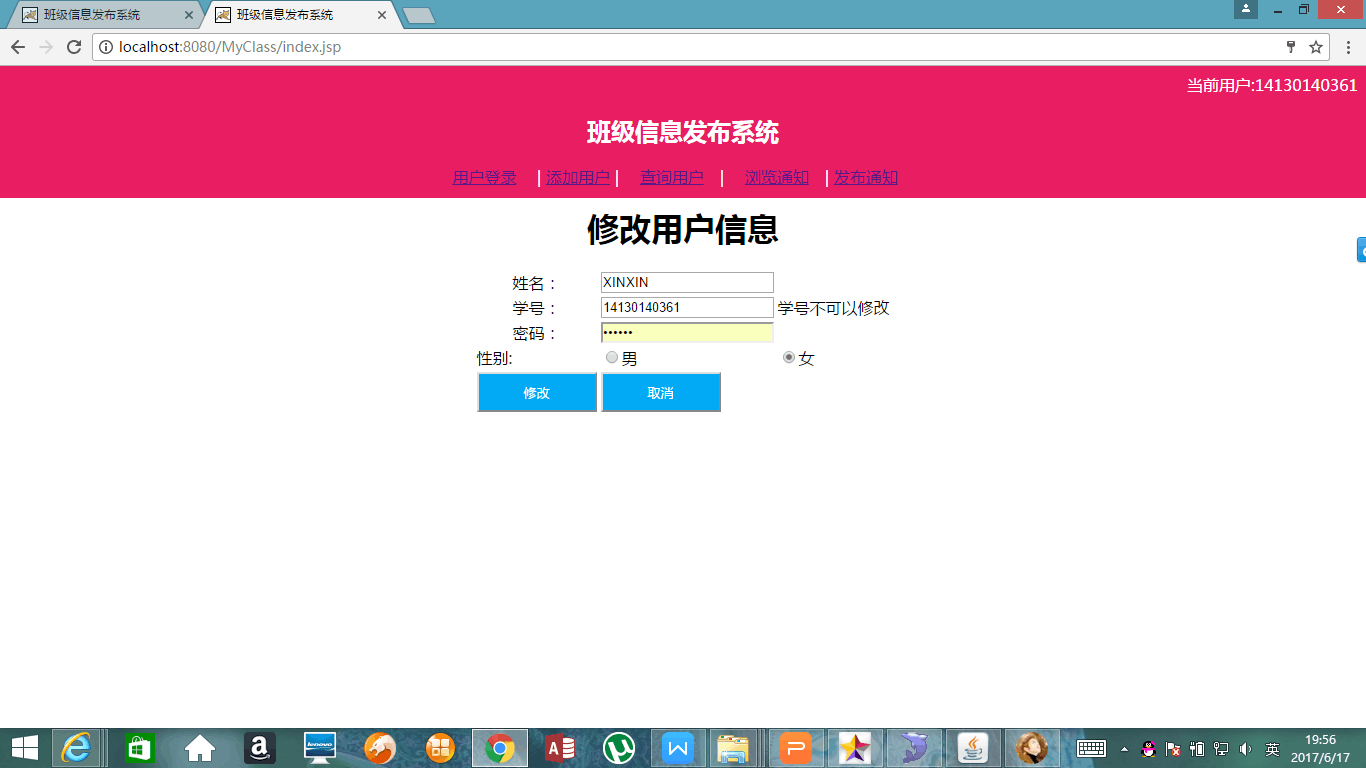 班级信息发布系统 班级信息发布系统
localhost:8080/MyClass/index.jsp
当前用户:14130140361
班级信息发布系统
用户登录 | 添加用户 | 查询用户 | 浏览通知 | 发布通知
修改用户信息
姓名： XINXIN
学号： 14130140361 学号不可以修改
密码： ••••••
性别: 男 女
修改 取消
lenovo
英 19:56
2017/6/17